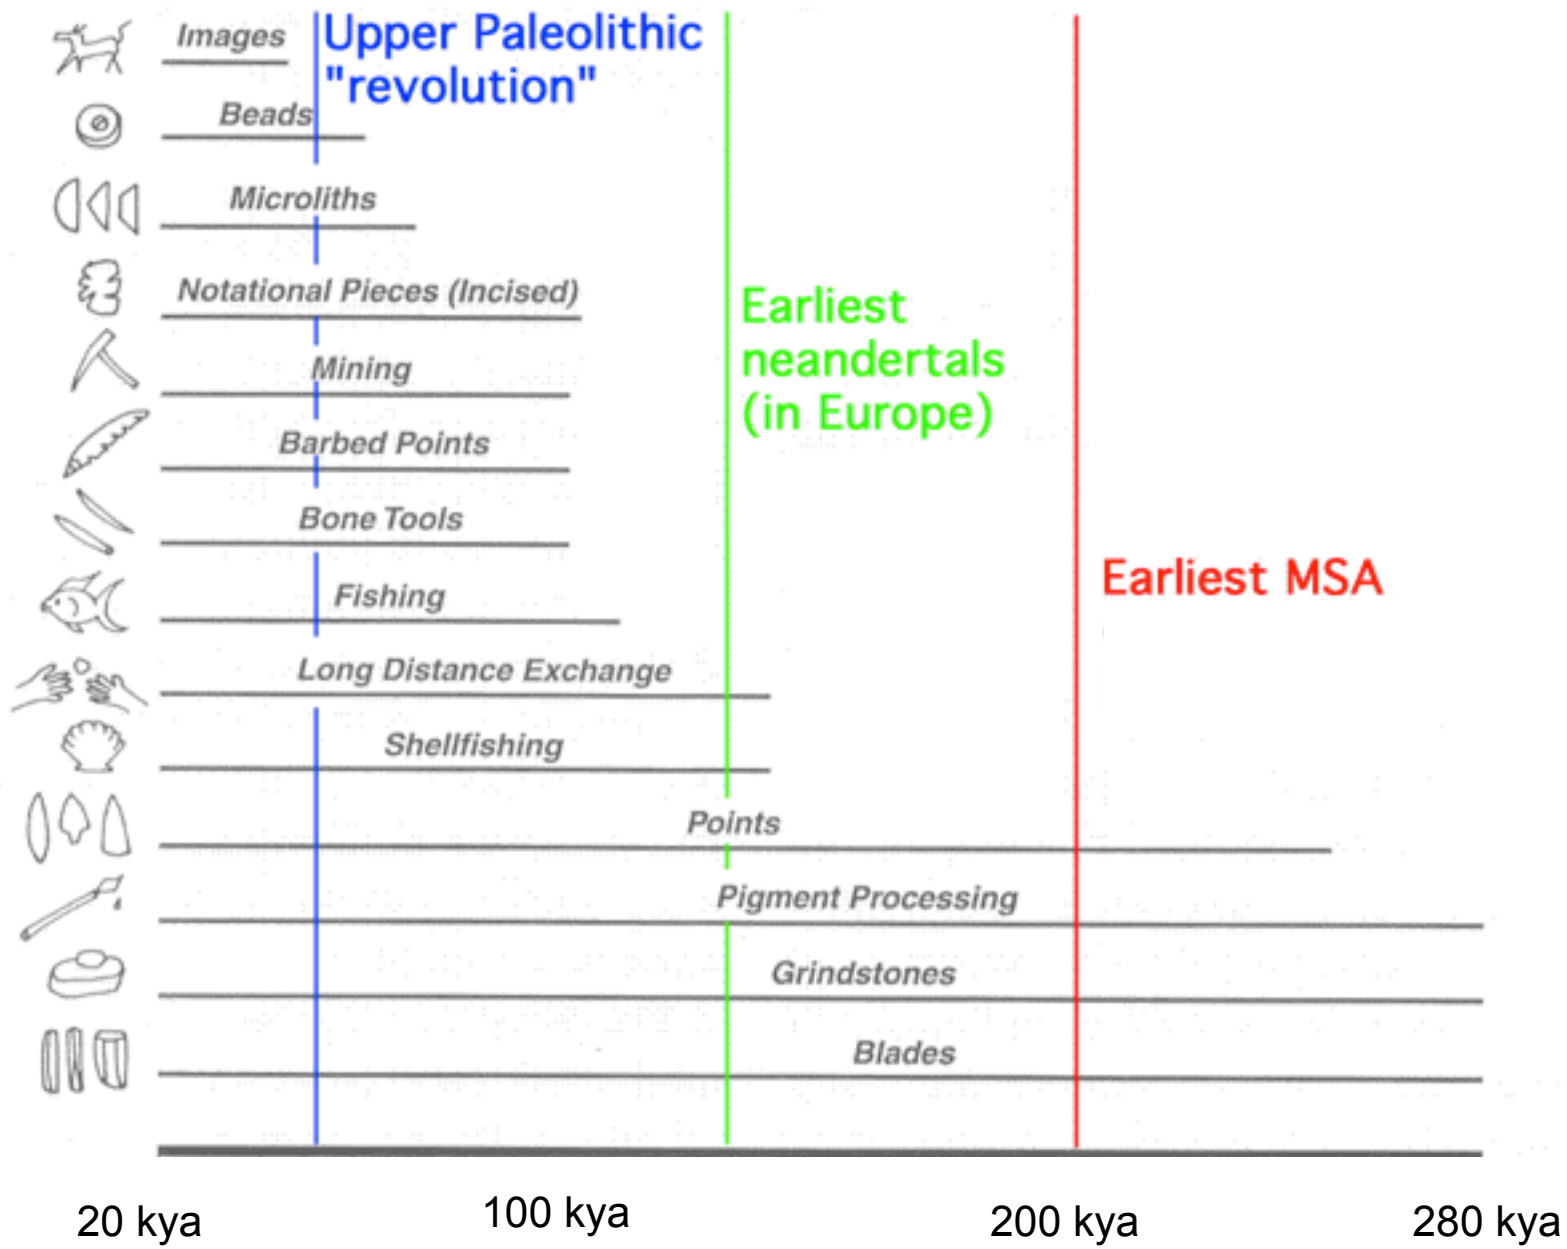 Images
Upper Paleolithic
"revolution"
Beads
Microliths
Notational Pieces (Incised)
Earliest
neandertals
(in Europe)
Mining
Barbed Points
Bone Tools
Earliest MSA
Fishing
Long Distance Exchange
Shellfishing
Points
Pigment Processing
Grindstones
Blades
20 kya
100 kya
200 kya
280 kya